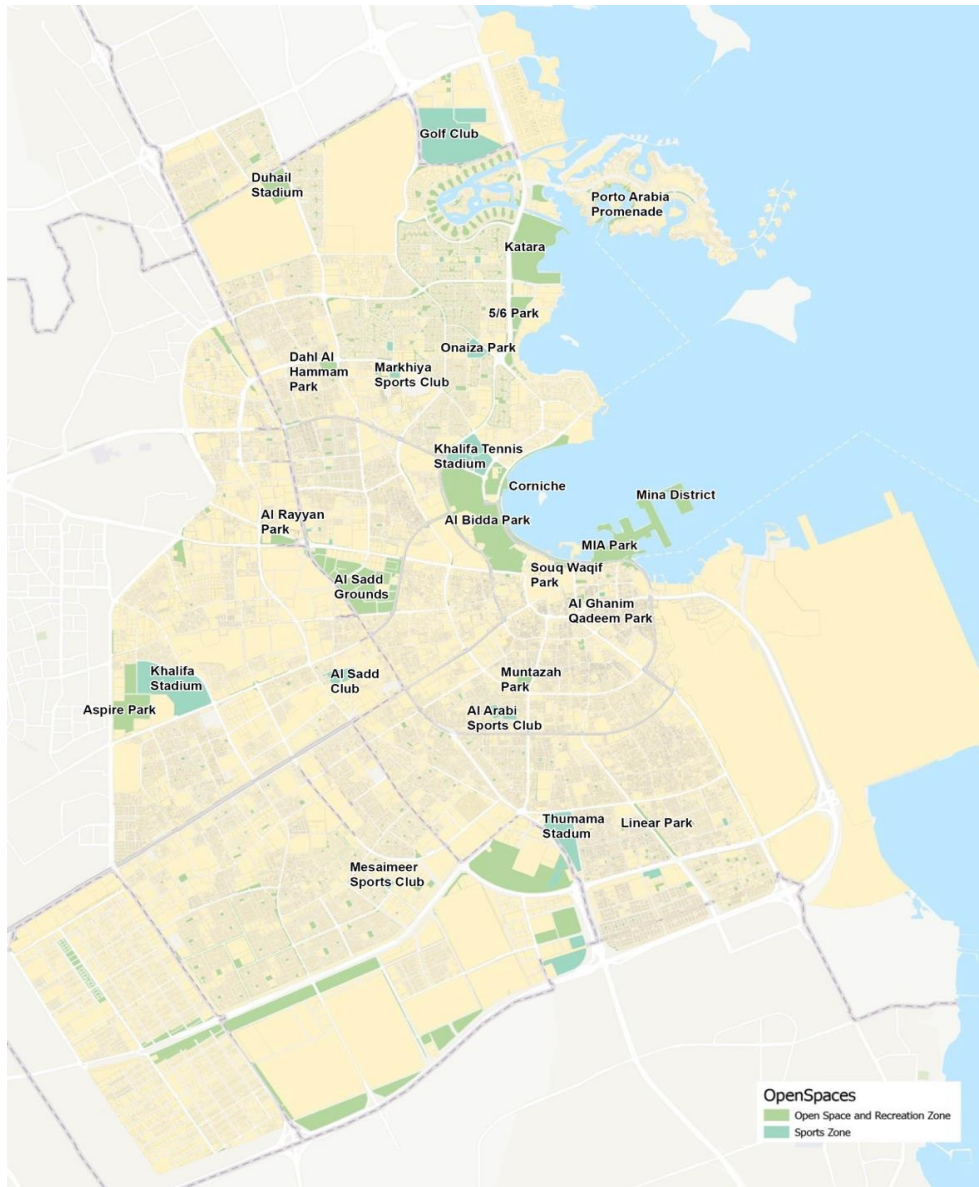 Golf Club
Duhail
Stadium
Porto Arabia
Promenade
Katara
5/6 Park
Onaiza Park
Dahl Al
Hammam
Park
Markhiya
Sports Club
Khalifa Tennis
Stadium
Corniche
Mina District
Al Rayyan
Park
Al Bidda Park
MIA Park
Souq Waqif
Park
Al Sadd
Grounds
Al Ghanim
Qadeem Park
Khalifa
Stadium
Al Sadd
Club
Muntazah
Park
Aspire Park
Al Arabi
Sports Club
Thumama
Stadum
Linear Park
Mesaimeer
Sports Club
OpenSpaces
Open Space and Recreation Zone
Sports Zone